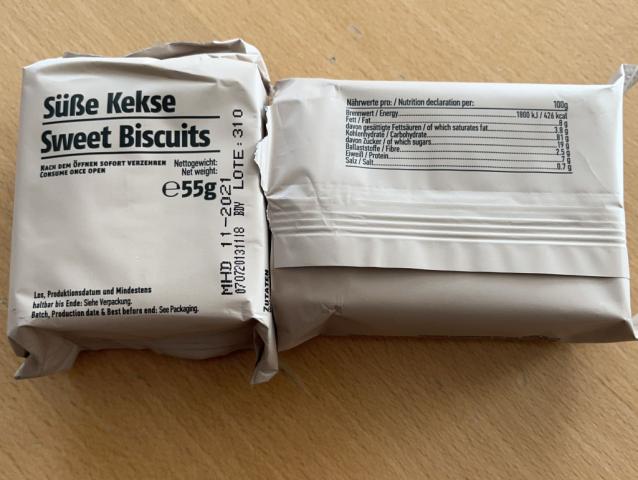 Süße Kekse
Sweet Biscuits
NACH DEM ÖFFNEN SOFORT VERZEHREN
CONSUME ONCE OPEN
Nettogewicht:
Net weight:
℮55g
Los, Produktionsdatum und Mindestens
haltbar bis Ende: Siehe Verpackung.
Batch, Production date & Best before end: See Packaging.
MHD 11-2021 LOTE: 310
ZUTATEN
Nährwerte pro: / Nutrition declaration per: 100g
Brennwert / Energy 1800 kJ / 426 kcal
Fett / Fat 8 g
davon gesättigte Fettsäuren / of which saturates fat 3.8 g
Kohlenhydrate / Carbohydrate 81 g
davon Zucker / of which sugars 19 g
Ballaststoffe / Fibre 2.5 g
Eiweiß / Protein 7 g
Salz / Salt 0.7 g